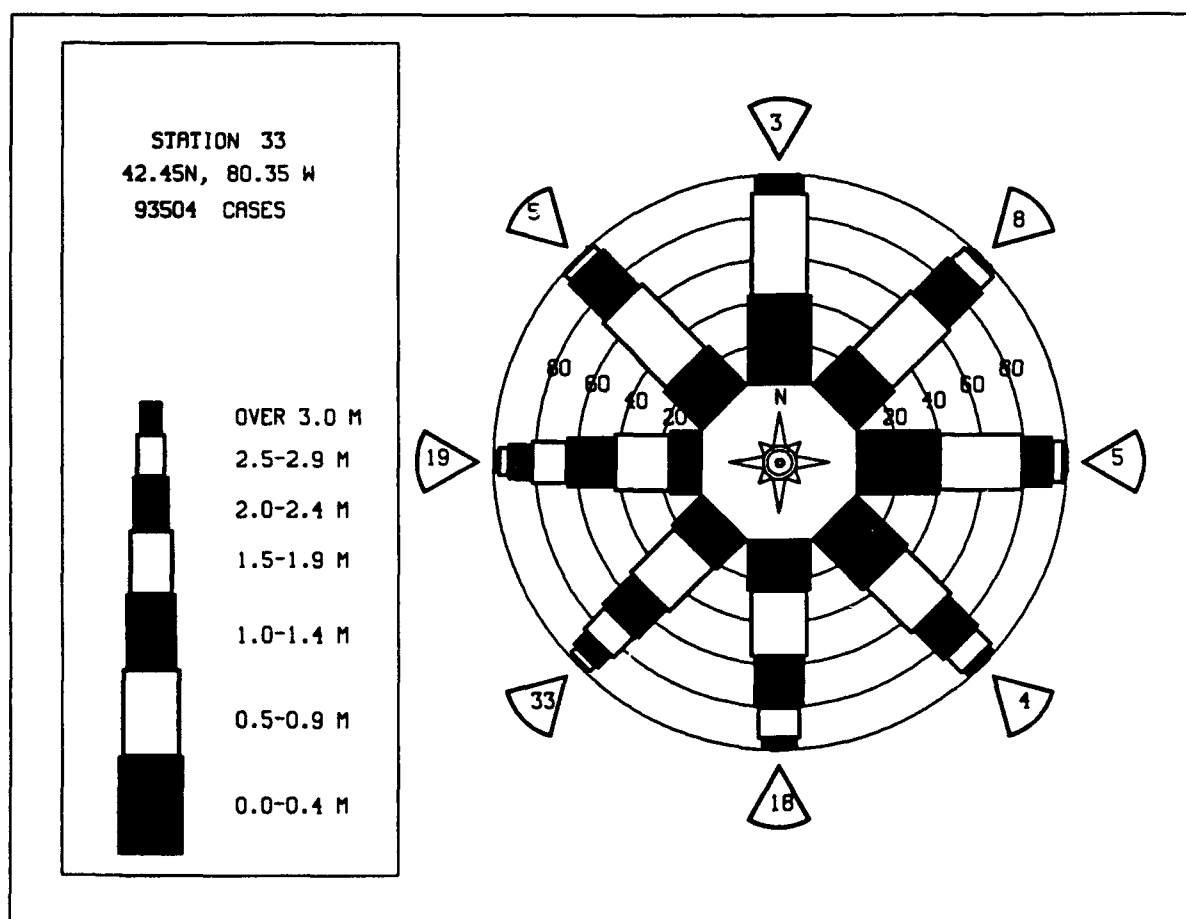 STATION 33
42.45N, 80.35 W
93504 CASES
OVER 3.0 M
2.5-2.9 M
2.0-2.4 M
1.5-1.9 M
1.0-1.4 M
0.5-0.9 M
0.0-0.4 M
3
5
8
80
60
40
20
N
20
40
60
80
19
5
33
4
18